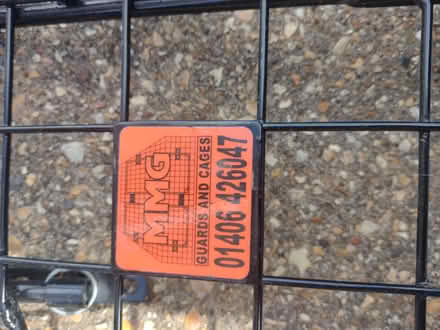 MMG
GUARDS AND CAGES
01406 426047